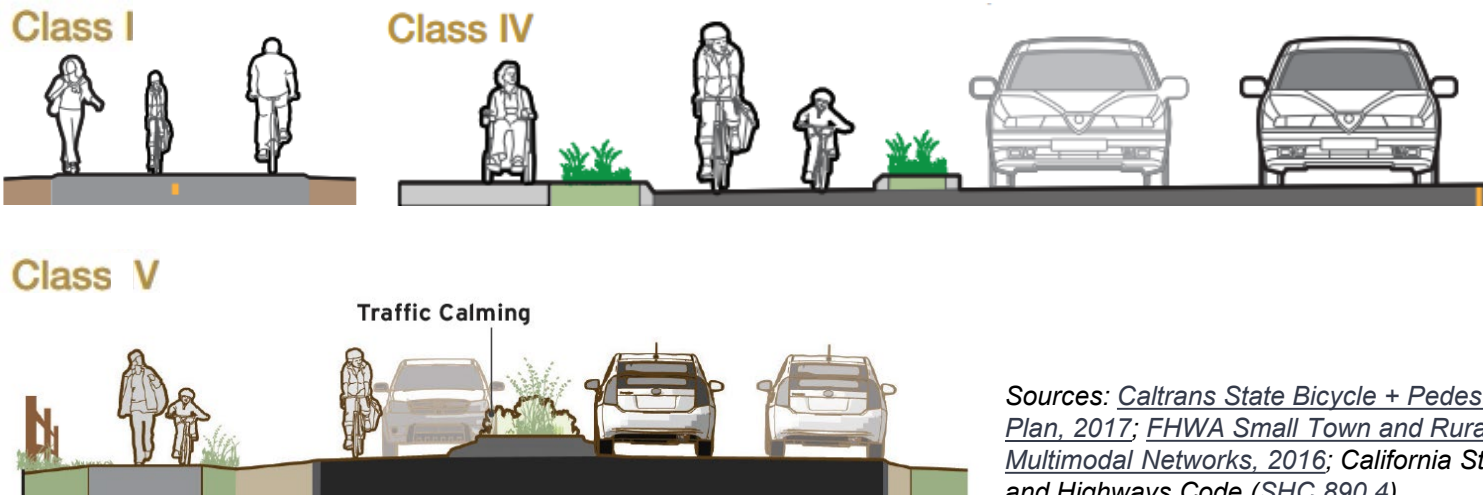 Class I
Class IV
Class V
Traffic Calming
Sources: Caltrans State Bicycle + Pedes
Plan, 2017; FHWA Small Town and Rura
Multimodal Networks, 2016; California St
and Highways Code (SHC 890.4)